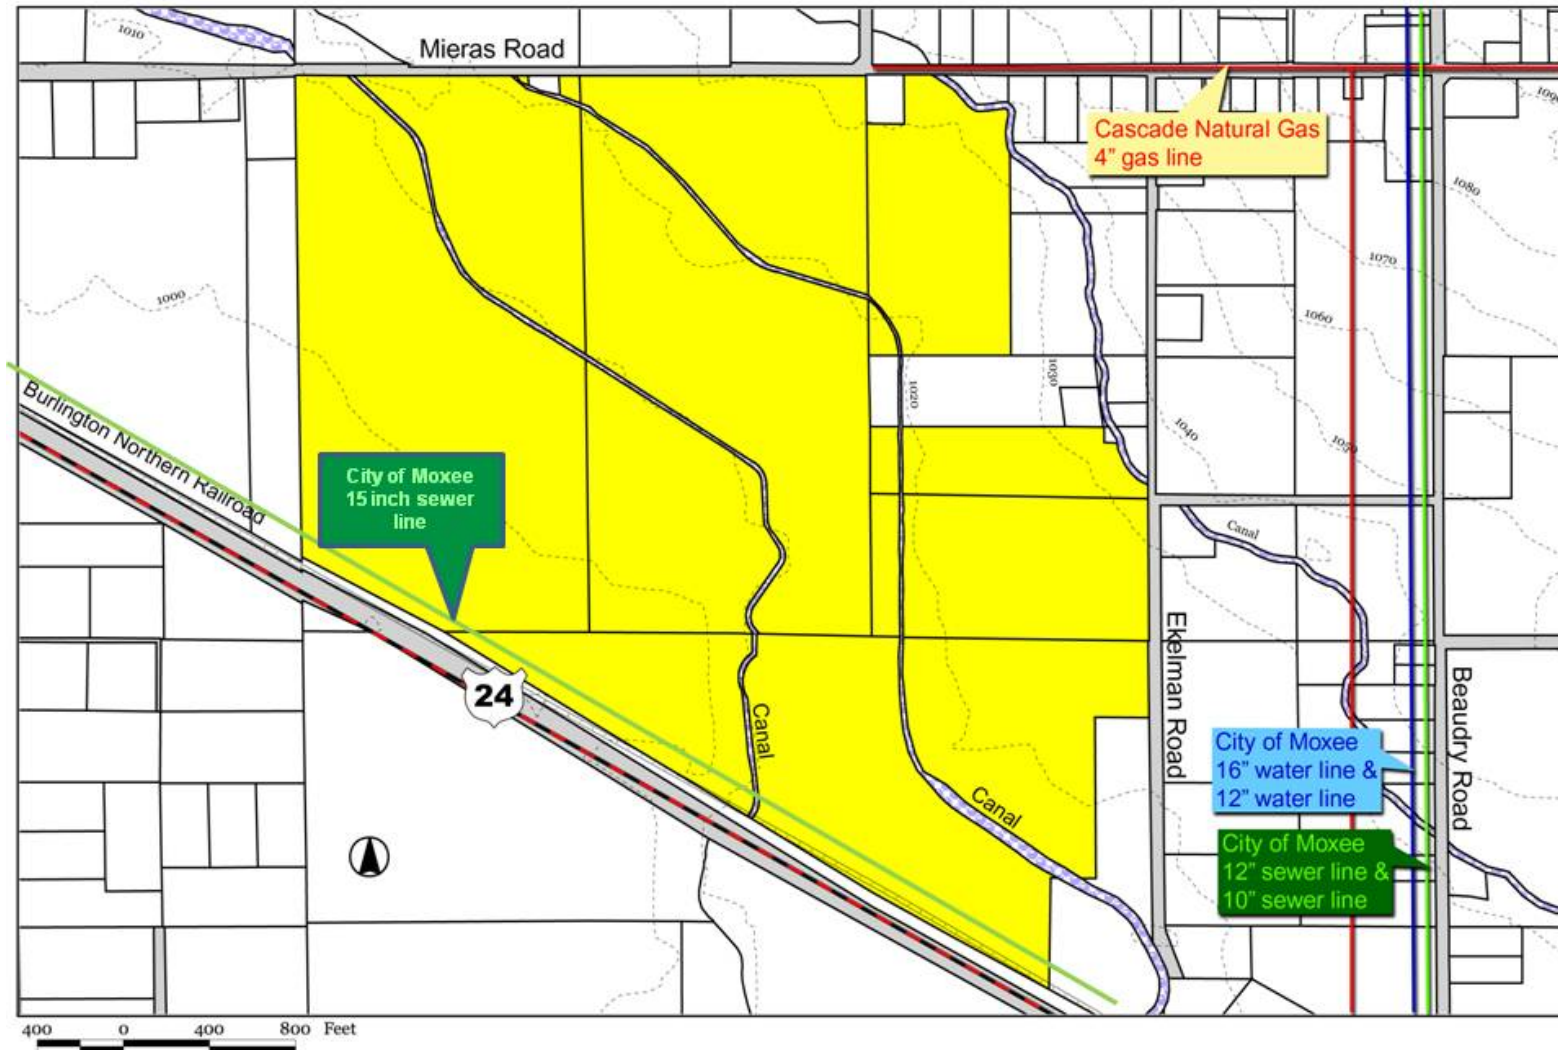 1010
Mieras Road
1090
Cascade Natural Gas
4” gas line
1080
1070
1000
1060
1030
1020
Burlington Northern Railroad
1040
1050
City of Moxee
15 inch sewer
line
Canal
24
Canal
Ekelman Road
Beaudry Road
City of Moxee
16” water line &
12” water line
Canal
City of Moxee
12” sewer line &
10” sewer line
400 0 400 800 Feet